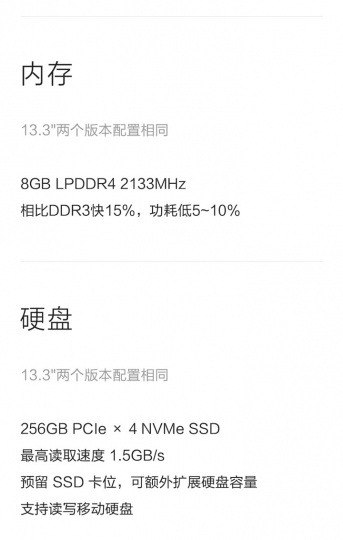 内存
13.3"两个版本配置相同
8GB LPDDR4 2133MHz
相比DDR3快15%，功耗低5~10%
硬盘
13.3"两个版本配置相同
256GB PCIe × 4 NVMe SSD
最高读取速度 1.5GB/s
预留 SSD 卡位，可额外扩展硬盘容量
支持读写移动硬盘